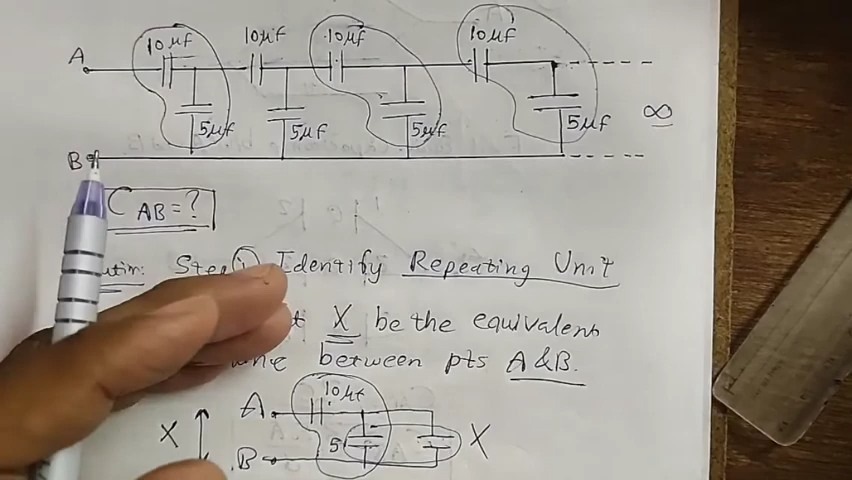 10μf 10μf 10μf 10μf
A
5μf 5μf 5μf 5μf ∞
B
C AB = ?
Step (i) Identify Repeating Unit
X be the equivalent
between pts A & B.
10μf
A
X 5 X
B